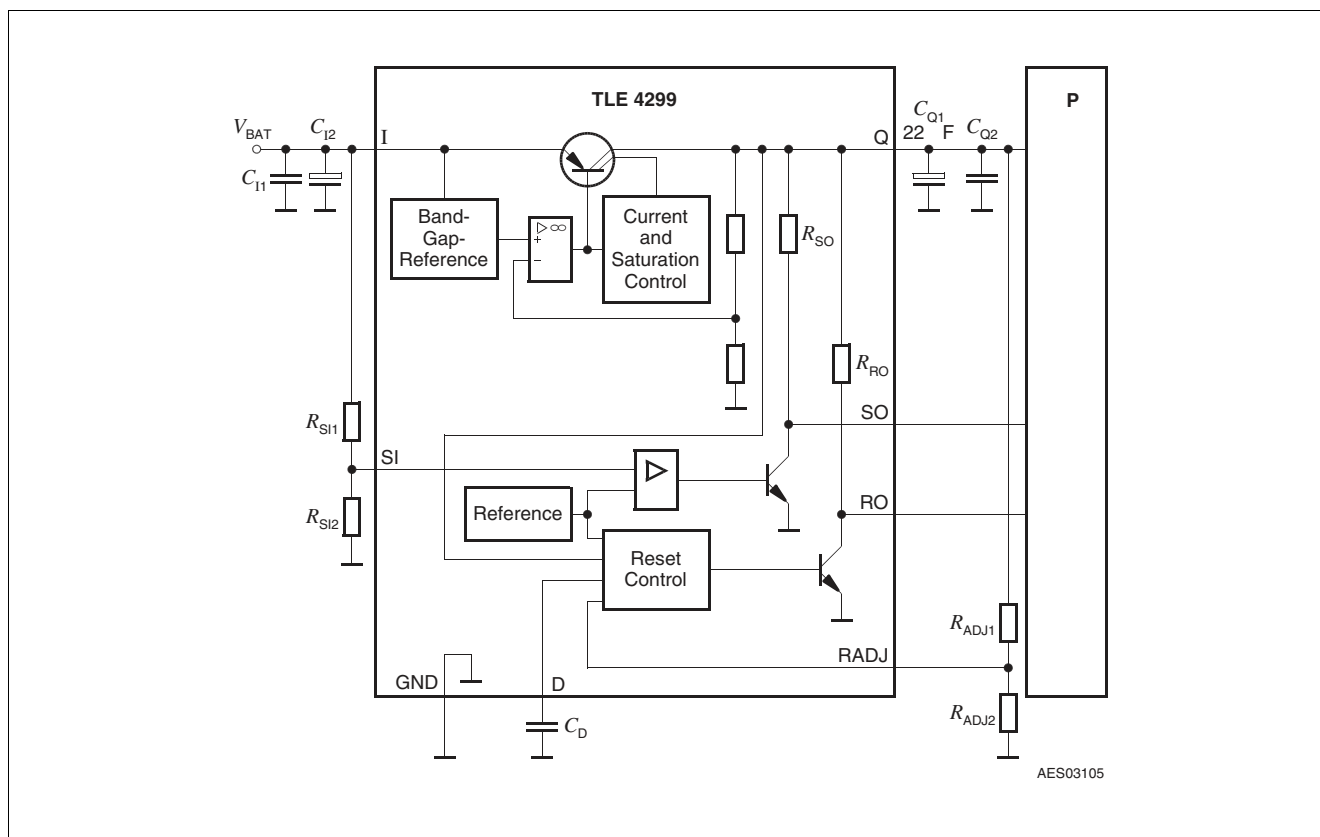 TLE 4299
P
V_BAT
C_I2
I
Q
C_Q1
22 F
C_Q2
C_I1
Band-
Gap-
Reference
+
−
∞
Current
and
Saturation
Control
R_SO
R_RO
SO
R_SI1
SI
Reference
RO
R_SI2
Reset
Control
R_ADJ1
RADJ
GND
D
R_ADJ2
C_D
AES03105